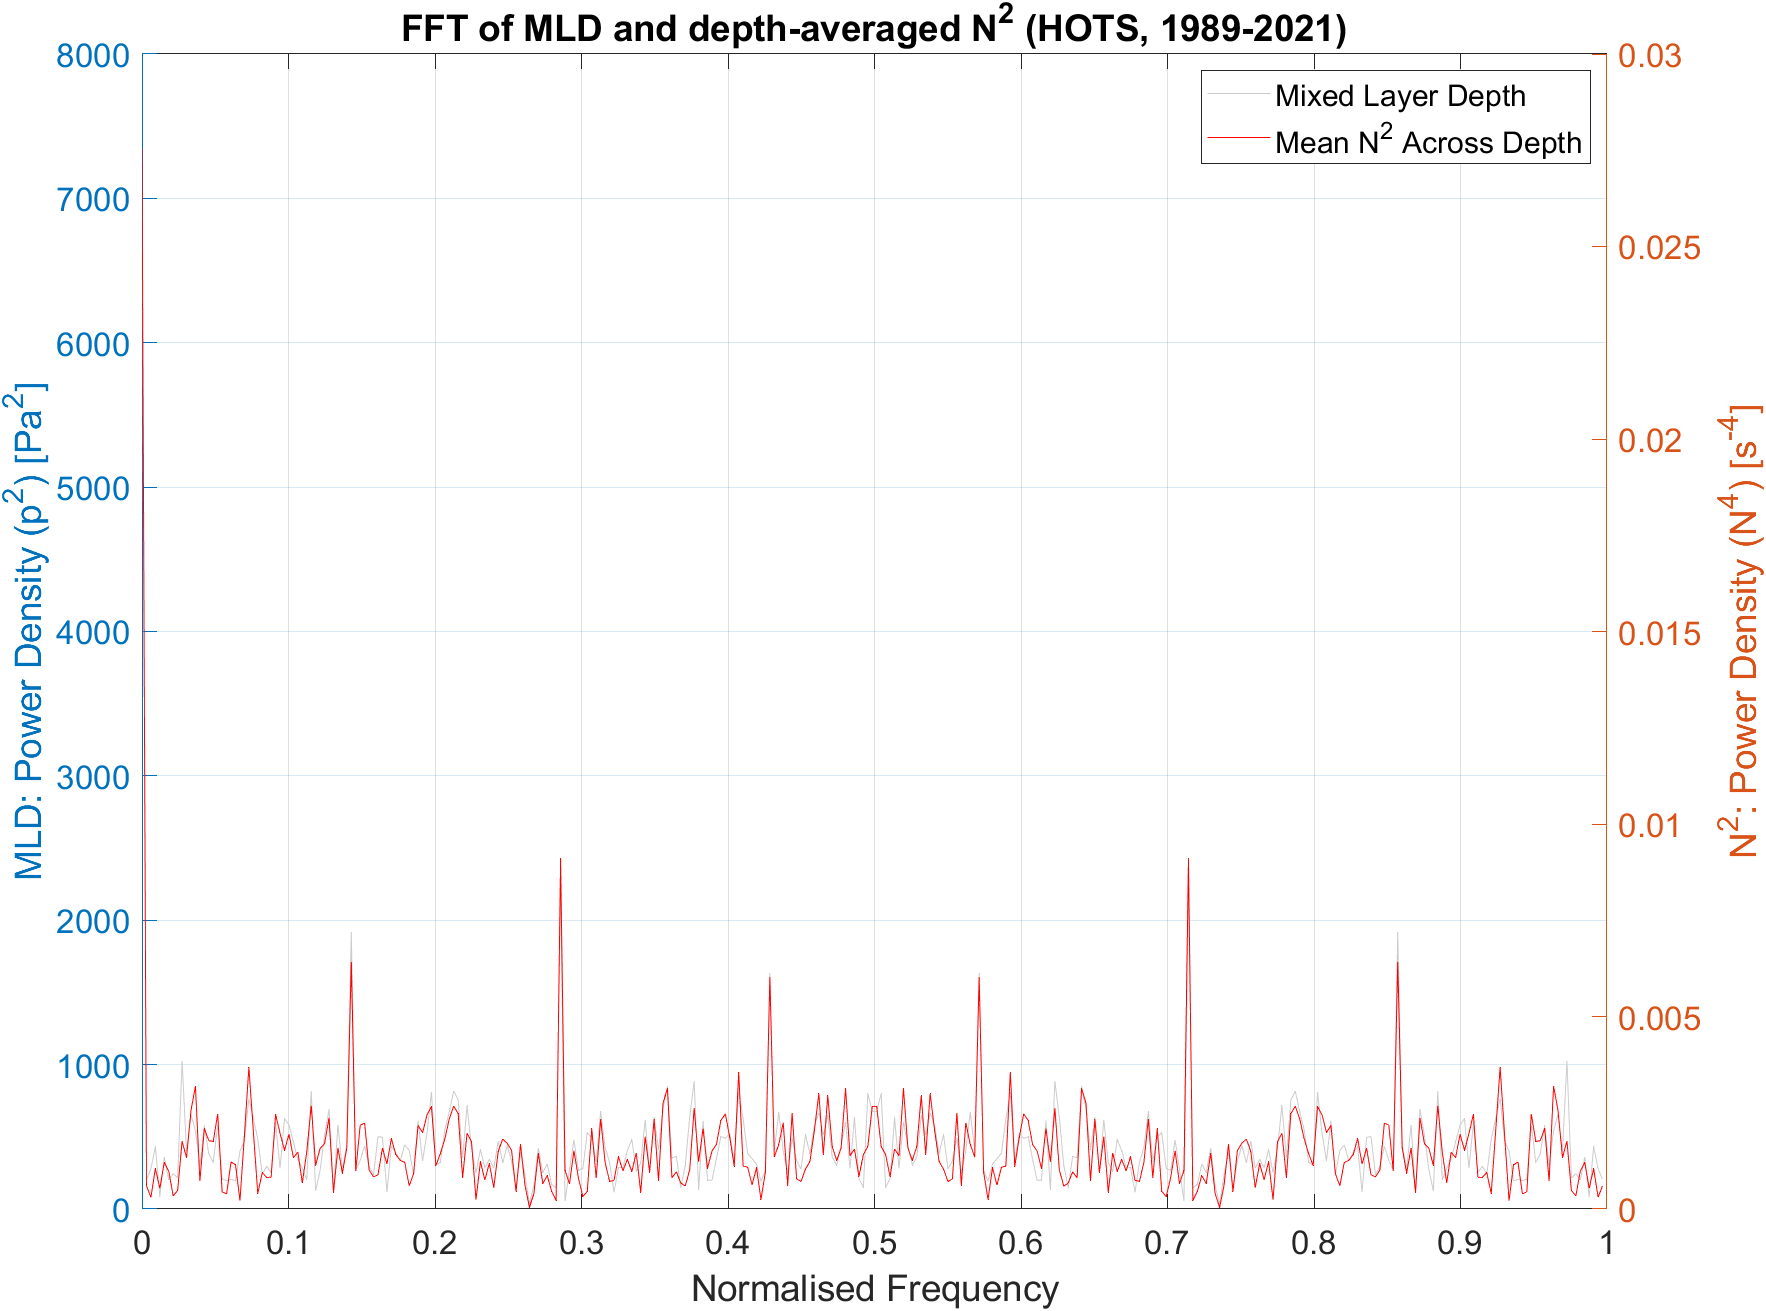 FFT of MLD and depth-averaged N² (HOTS, 1989-2021)
8000
7000
6000
5000
4000
3000
2000
1000
0
MLD: Power Density (p²) [Pa²]
Mixed Layer Depth
Mean N² Across Depth
0.03
0.025
0.02
0.015
0.01
0.005
0
N²: Power Density (N⁴) [s⁻⁴]
0 0.1 0.2 0.3 0.4 0.5 0.6 0.7 0.8 0.9 1
Normalised Frequency